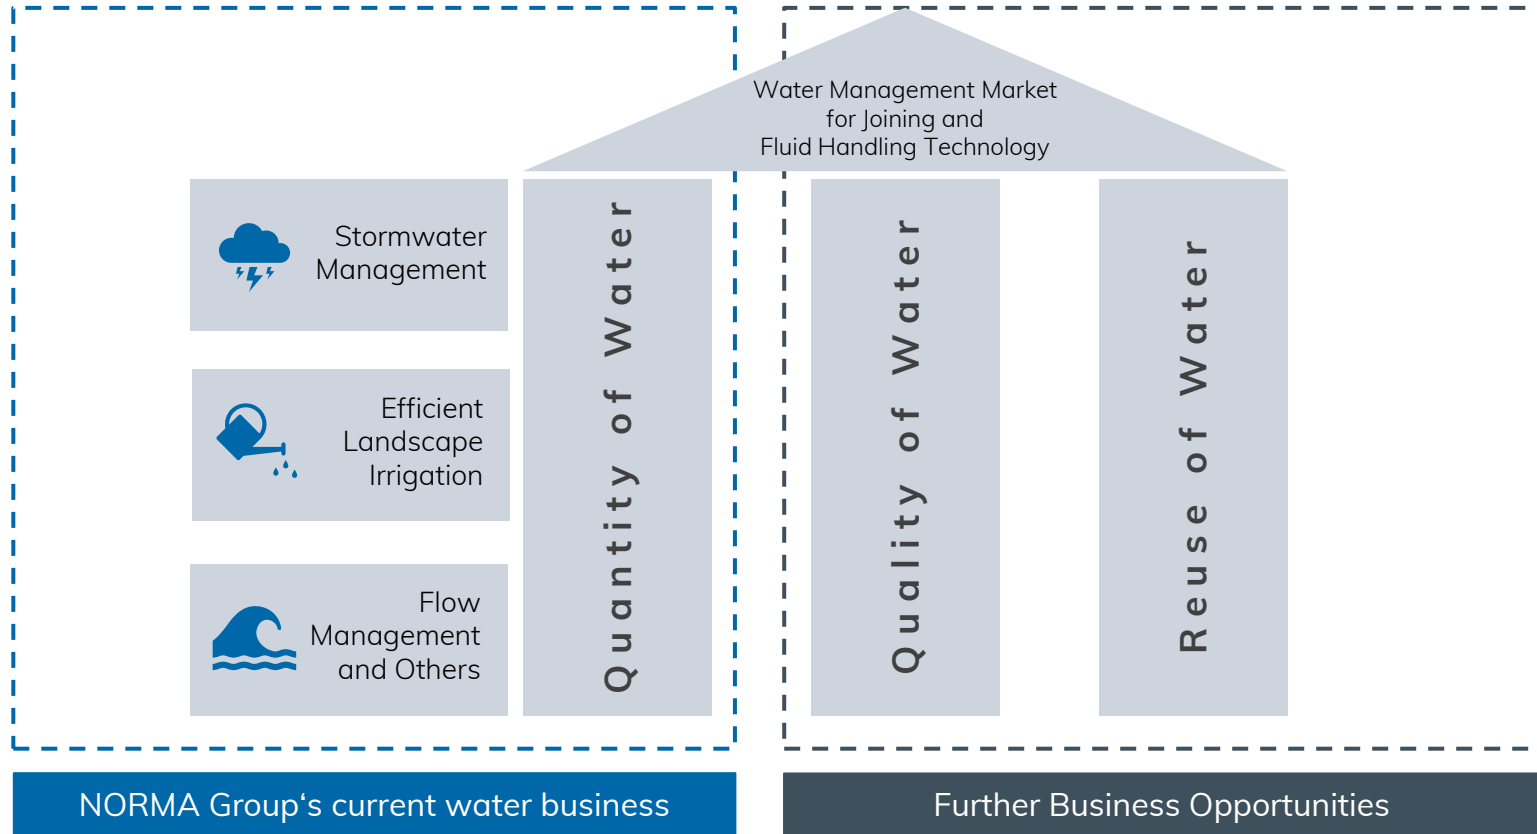 Water Management Market
for Joining and
Fluid Handling Technology
Stormwater
Management
Efficient
Landscape
Irrigation
Flow
Management
and Others
Quantity of Water
Quality of Water
Reuse of Water
NORMA Group‘s current water business
Further Business Opportunities